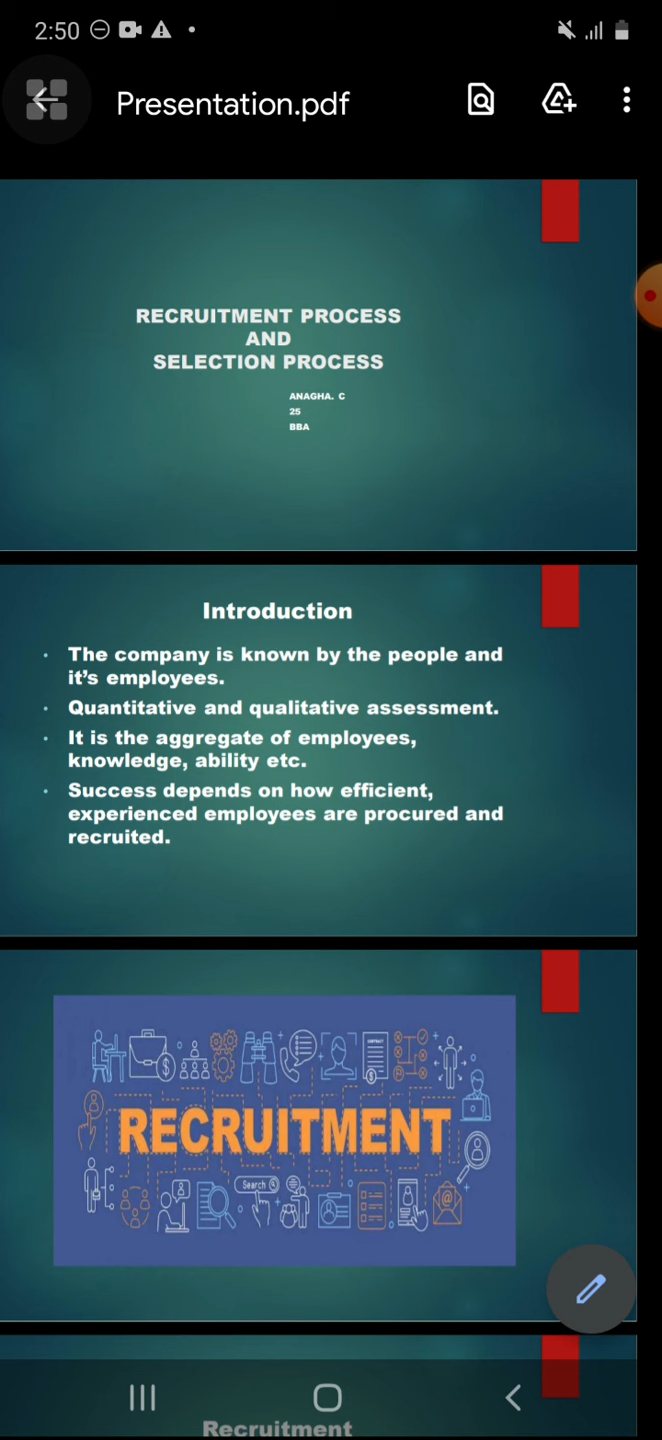 2:50
Presentation.pdf
RECRUITMENT PROCESS
AND
SELECTION PROCESS
ANAGHA. C
25
BBA
Introduction
• The company is known by the people and
it’s employees.
• Quantitative and qualitative assessment.
• It is the aggregate of employees,
knowledge, ability etc.
• Success depends on how efficient,
experienced employees are procured and
recruited.
CONTRACT
RECRUITMENT
Search
Recruitment